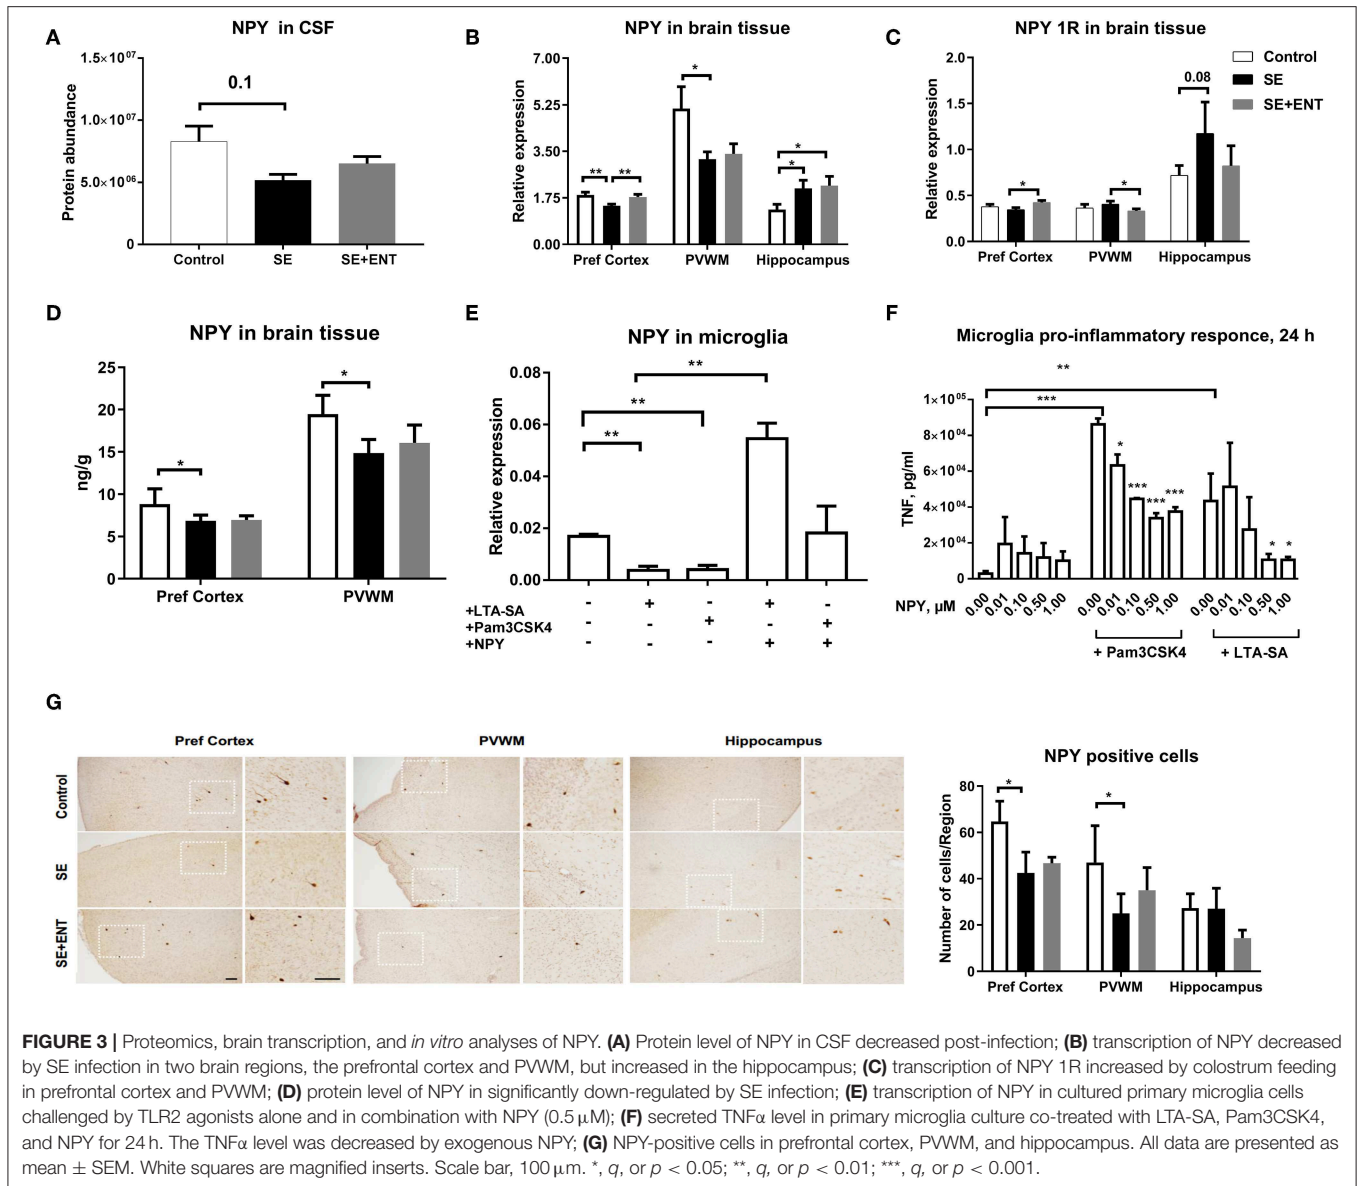 A
NPY in CSF
Protein abundance
1.5×10⁰⁷
1.0×10⁰⁷
5.0×10⁰⁶
0
0.1
Control
SE
SE+ENT
B
NPY in brain tissue
Relative expression
7.00
5.25
3.50
1.75
0.00
**
**
*
*
*
Pref Cortex
PVWM
Hippocampus
C
NPY 1R in brain tissue
Relative expression
2.0
1.5
1.0
0.5
0.0
*
*
0.08
Control
SE
SE+ENT
Pref Cortex
PVWM
Hippocampus
D
NPY in brain tissue
ng/g
25
20
15
10
5
0
*
*
Pref Cortex
PVWM
E
NPY in microglia
Relative expression
0.08
0.06
0.04
0.02
0.00
**
**
**
+LTA-SA - + - + -
+Pam3CSK4 - - + - +
+NPY - - - + +
F
Microglia pro-inflammatory responce, 24 h
TNF, pg/ml
1×10⁰⁵
8×10⁰⁴
6×10⁰⁴
4×10⁰⁴
2×10⁰⁴
0
**
***
*
***
***
***
*
*
NPY, µM 0.00 0.01 0.10 0.50 1.00 0.00 0.01 0.10 0.50 1.00 0.00 0.01 0.10 0.50 1.00
+ Pam3CSK4
+ LTA-SA
G
Pref Cortex
PVWM
Hippocampus
Control
SE
SE+ENT
NPY positive cells
Number of cells/Region
80
60
40
20
0
*
*
Pref Cortex
PVWM
Hippocampus
FIGURE 3 | Proteomics, brain transcription, and in vitro analyses of NPY. (A) Protein level of NPY in CSF decreased post-infection; (B) transcription of NPY decreased
by SE infection in two brain regions, the prefrontal cortex and PVWM, but increased in the hippocampus; (C) transcription of NPY 1R increased by colostrum feeding
in prefrontal cortex and PVWM; (D) protein level of NPY in significantly down-regulated by SE infection; (E) transcription of NPY in cultured primary microglia cells
challenged by TLR2 agonists alone and in combination with NPY (0.5 µM); (F) secreted TNFα level in primary microglia culture co-treated with LTA-SA, Pam3CSK4,
and NPY for 24 h. The TNFα level was decreased by exogenous NPY; (G) NPY-positive cells in prefrontal cortex, PVWM, and hippocampus. All data are presented as
mean ± SEM. White squares are magnified inserts. Scale bar, 100 µm. *, q, or p < 0.05; **, q, or p < 0.01; ***, q, or p < 0.001.